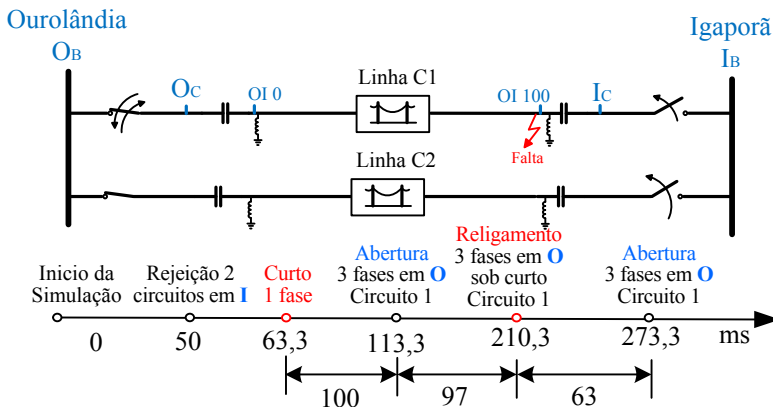 Ourolândia
OB
Igaporã
IB
Linha C1
OC
OI 0
OI 100
IC
Falta
Linha C2
Inicio da
Simulação
Rejeição 2
circuitos em I
Curto
1 fase
Abertura
3 fases em O
Circuito 1
Religamento
3 fases em O
sob curto
Circuito 1
Abertura
3 fases em O
Circuito 1
0
50
63,3
113,3
210,3
273,3
ms
100
97
63